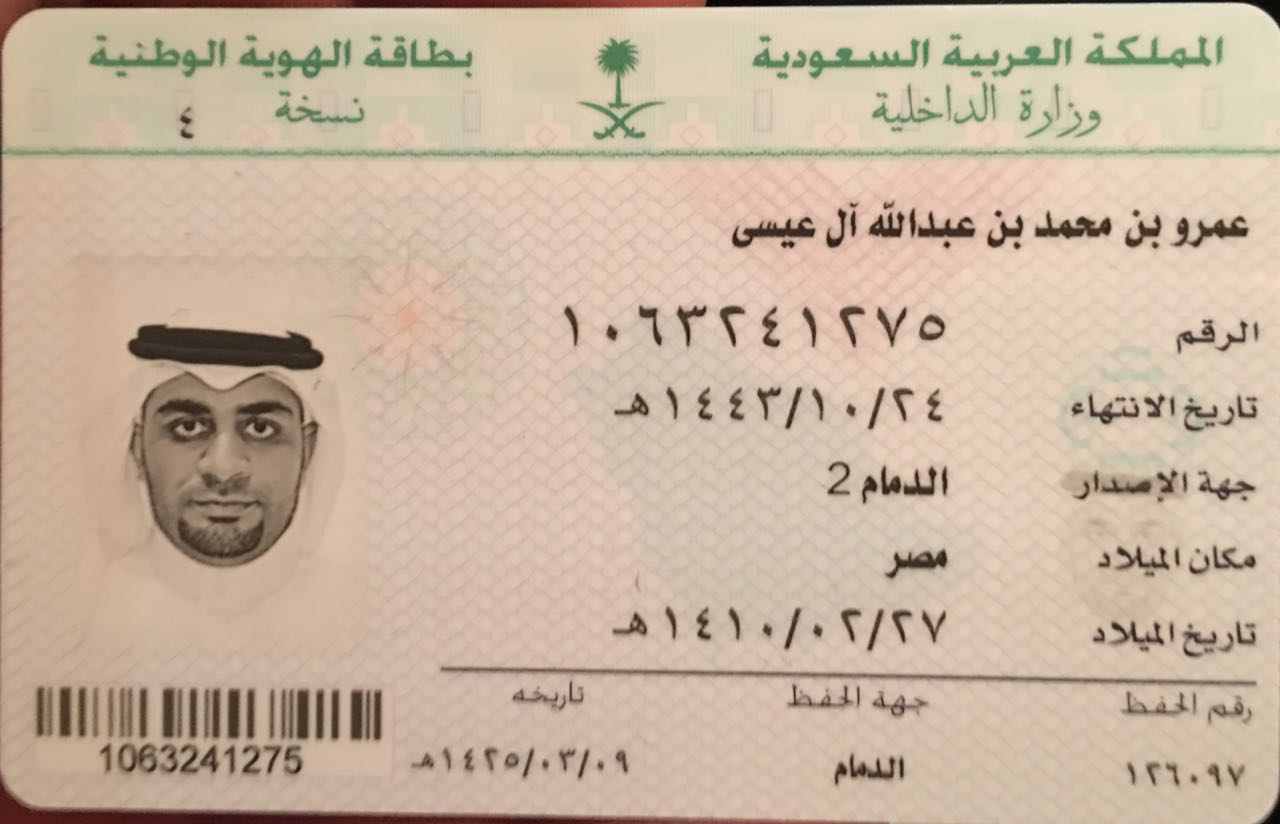 المملكة العربية السعودية
وزارة الداخلية
بطاقة الهوية الوطنية
نسخة ٤
عمرو بن محمد بن عبدالله آل عيسى
الرقم ١٠٦٣٢٤١٢٧٥
تاريخ الانتهاء ١٤٤٣/١٠/٢٤هـ
جهة الإصدار الدمام 2
مكان الميلاد مصر
تاريخ الميلاد ١٤١٠/٠٢/٢٧هـ
رقم الحفظ جهة الحفظ تاريخه
١٢٦٠٩٧ الدمام ١٤٢٥/٠٣/٠٩هـ
1063241275